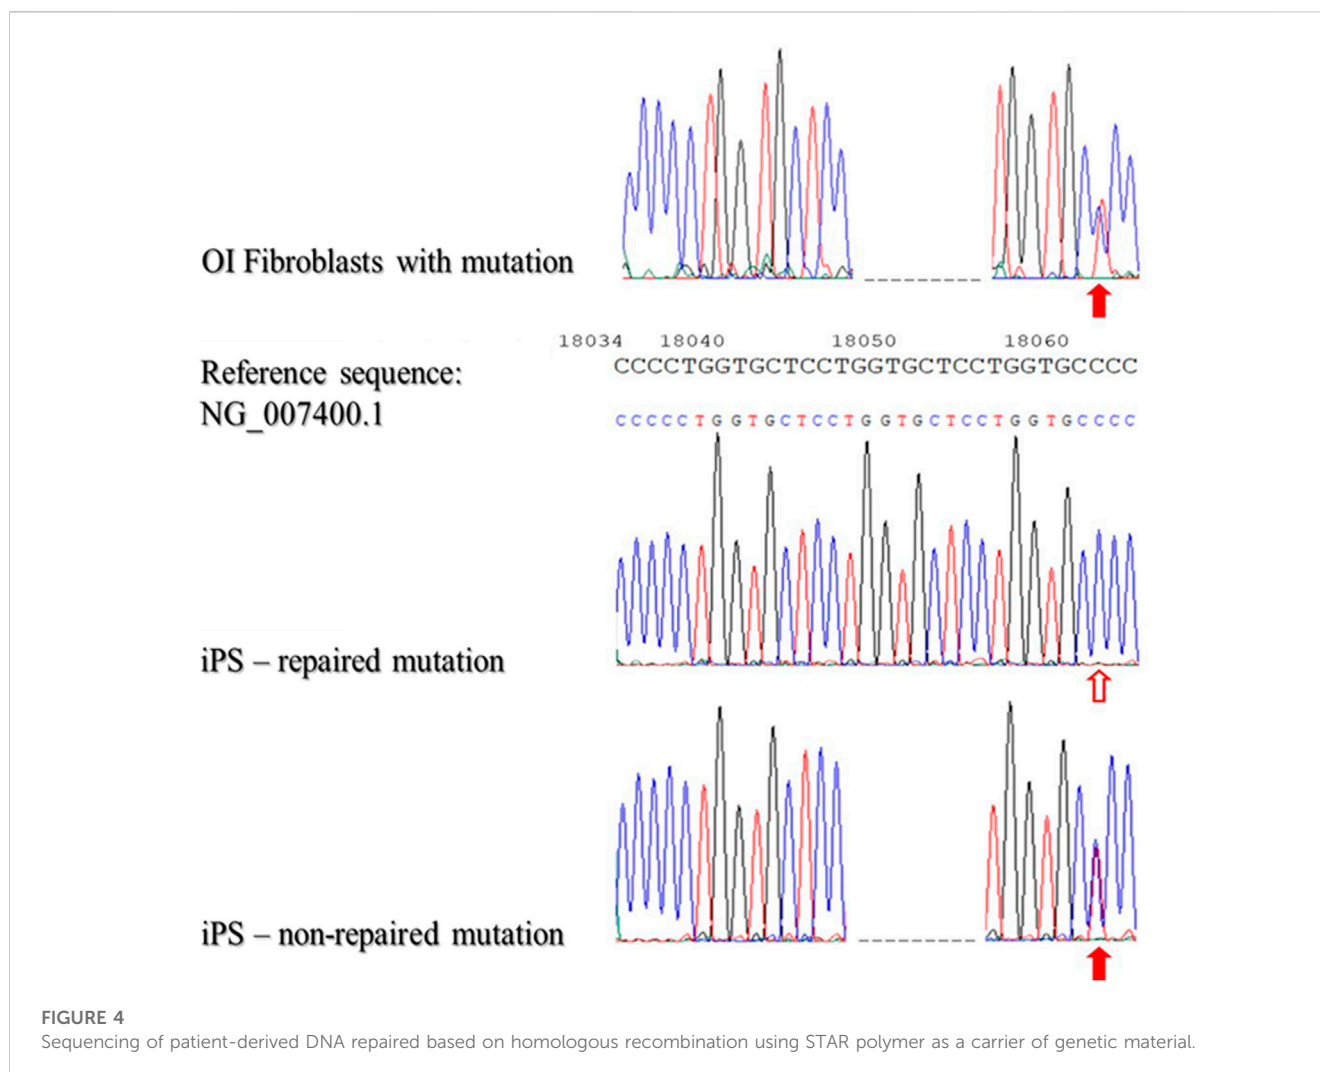 OI Fibroblasts with mutation
18034 18040 18050 18060
Reference sequence:
CCCCTGGTGCTCCTGGTGCTCCTGGTGCCCC
NG_007400.1
CCCCCTGGTGCTCCTGGTGCTCCTGGTGCCCC
iPS – repaired mutation
iPS – non-repaired mutation
FIGURE 4
Sequencing of patient-derived DNA repaired based on homologous recombination using STAR polymer as a carrier of genetic material.